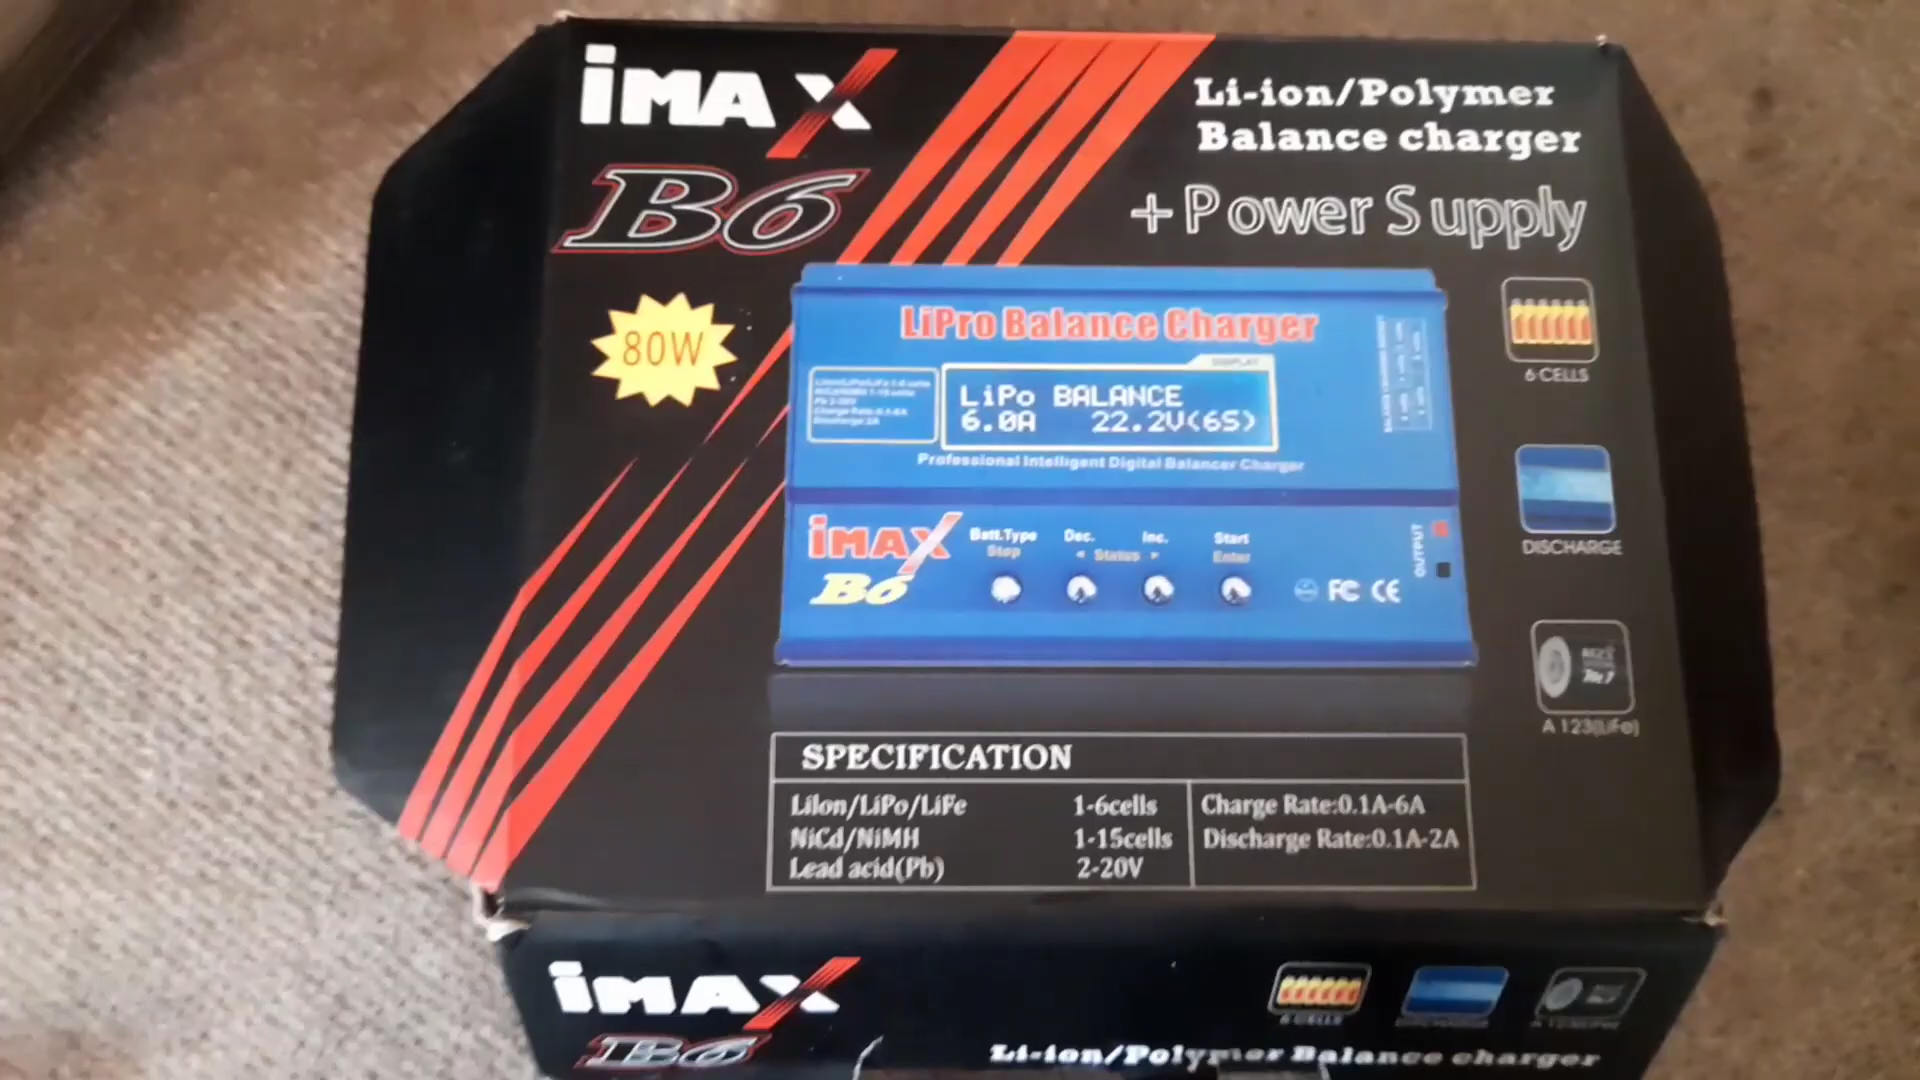 iMAX
B6
Li-ion/Polymer
Balance charger
+Power Supply
80W
LiPro Balance Charger
DISPLAY
LiPo BALANCE
6.0A 22.2V(6S)
Professional Intelligent Digital Balancer Charger
iMAX
B6
Batt.Type Dec. Inc. Start
Stop ◄ Status ► Enter
FC CE
OUTPUT
6 CELLS
DISCHARGE
A 123(LiFe)
SPECIFICATION
LiIon/LiPo/LiFe 1-6cells
NiCd/NiMH 1-15cells
Lead acid(Pb) 2-20V
Charge Rate:0.1A-6A
Discharge Rate:0.1A-2A
iMAX
B6
6 CELLS
Li-ion/Polymer Balance charger